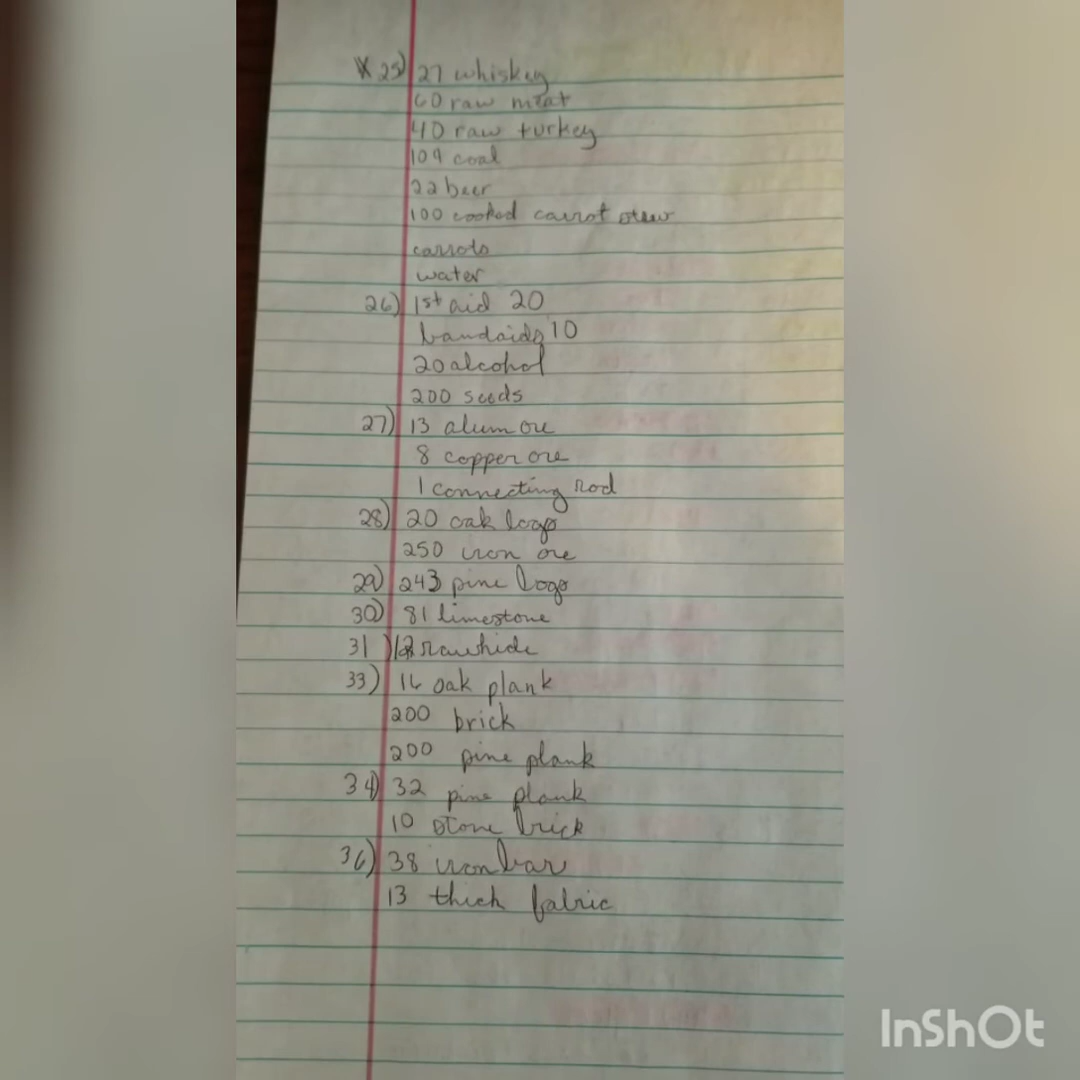 * 25) 27 whiskey
60 raw meat
40 raw turkey
109 coal
22 beer
100 cooked carrot stew
carrots
water
26) 1st aid 20
bandaids 10
20 alcohol
200 seeds
27) 13 alum ore
8 copper ore
1 connecting rod
28) 20 oak logs
250 iron ore
29) 243 pine logs
30) 81 limestone
31) rawhide
33) 16 oak plank
200 brick
200 pine plank
34) 32 pine plank
10 stone brick
36) 38 iron bar
13 thick fabric
InShOt